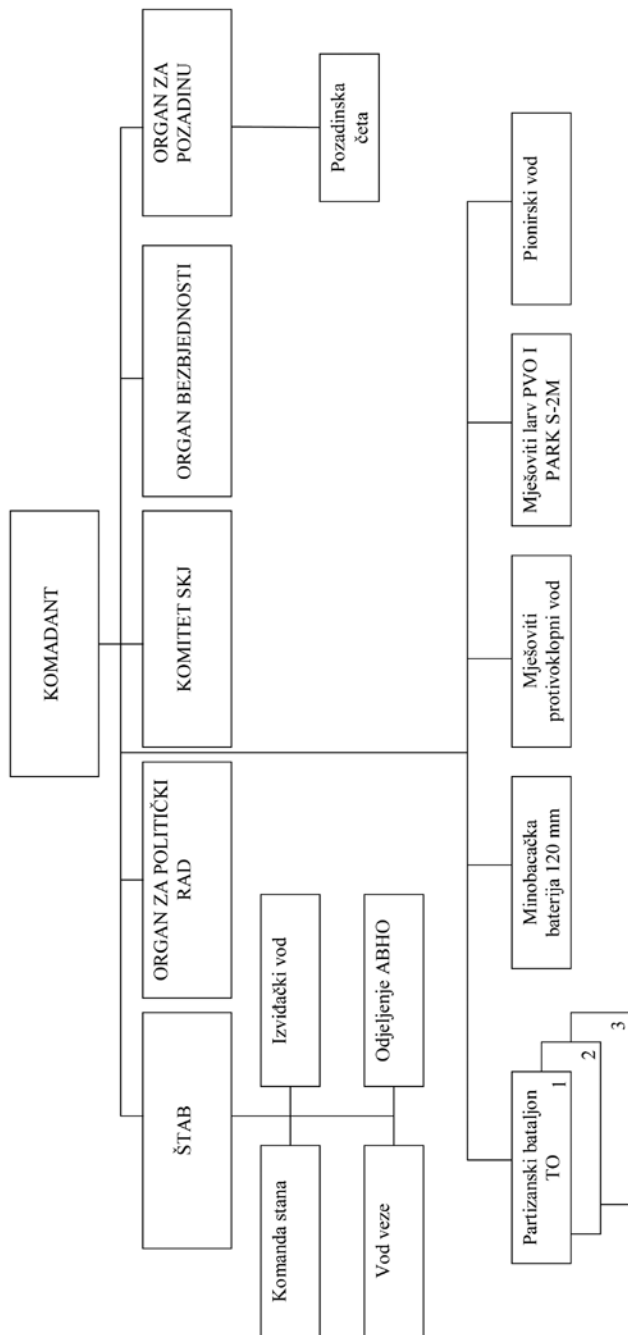 KOMADANT
ŠTAB
ORGAN ZA POLITIČKI
RAD
KOMITET SKJ
ORGAN BEZBJEDNOSTI
ORGAN ZA
POZADINU
Komanda stana
Izviđački vod
Vod veze
Odjeljenje ABHO
Pozadinska
četa
Partizanski bataljon
TO
1
2
3
Minobacačka
baterija 120 mm
Mješoviti
protivoklopni vod
Mješoviti larv PVO I
PARK S-2M
Pionirski vod